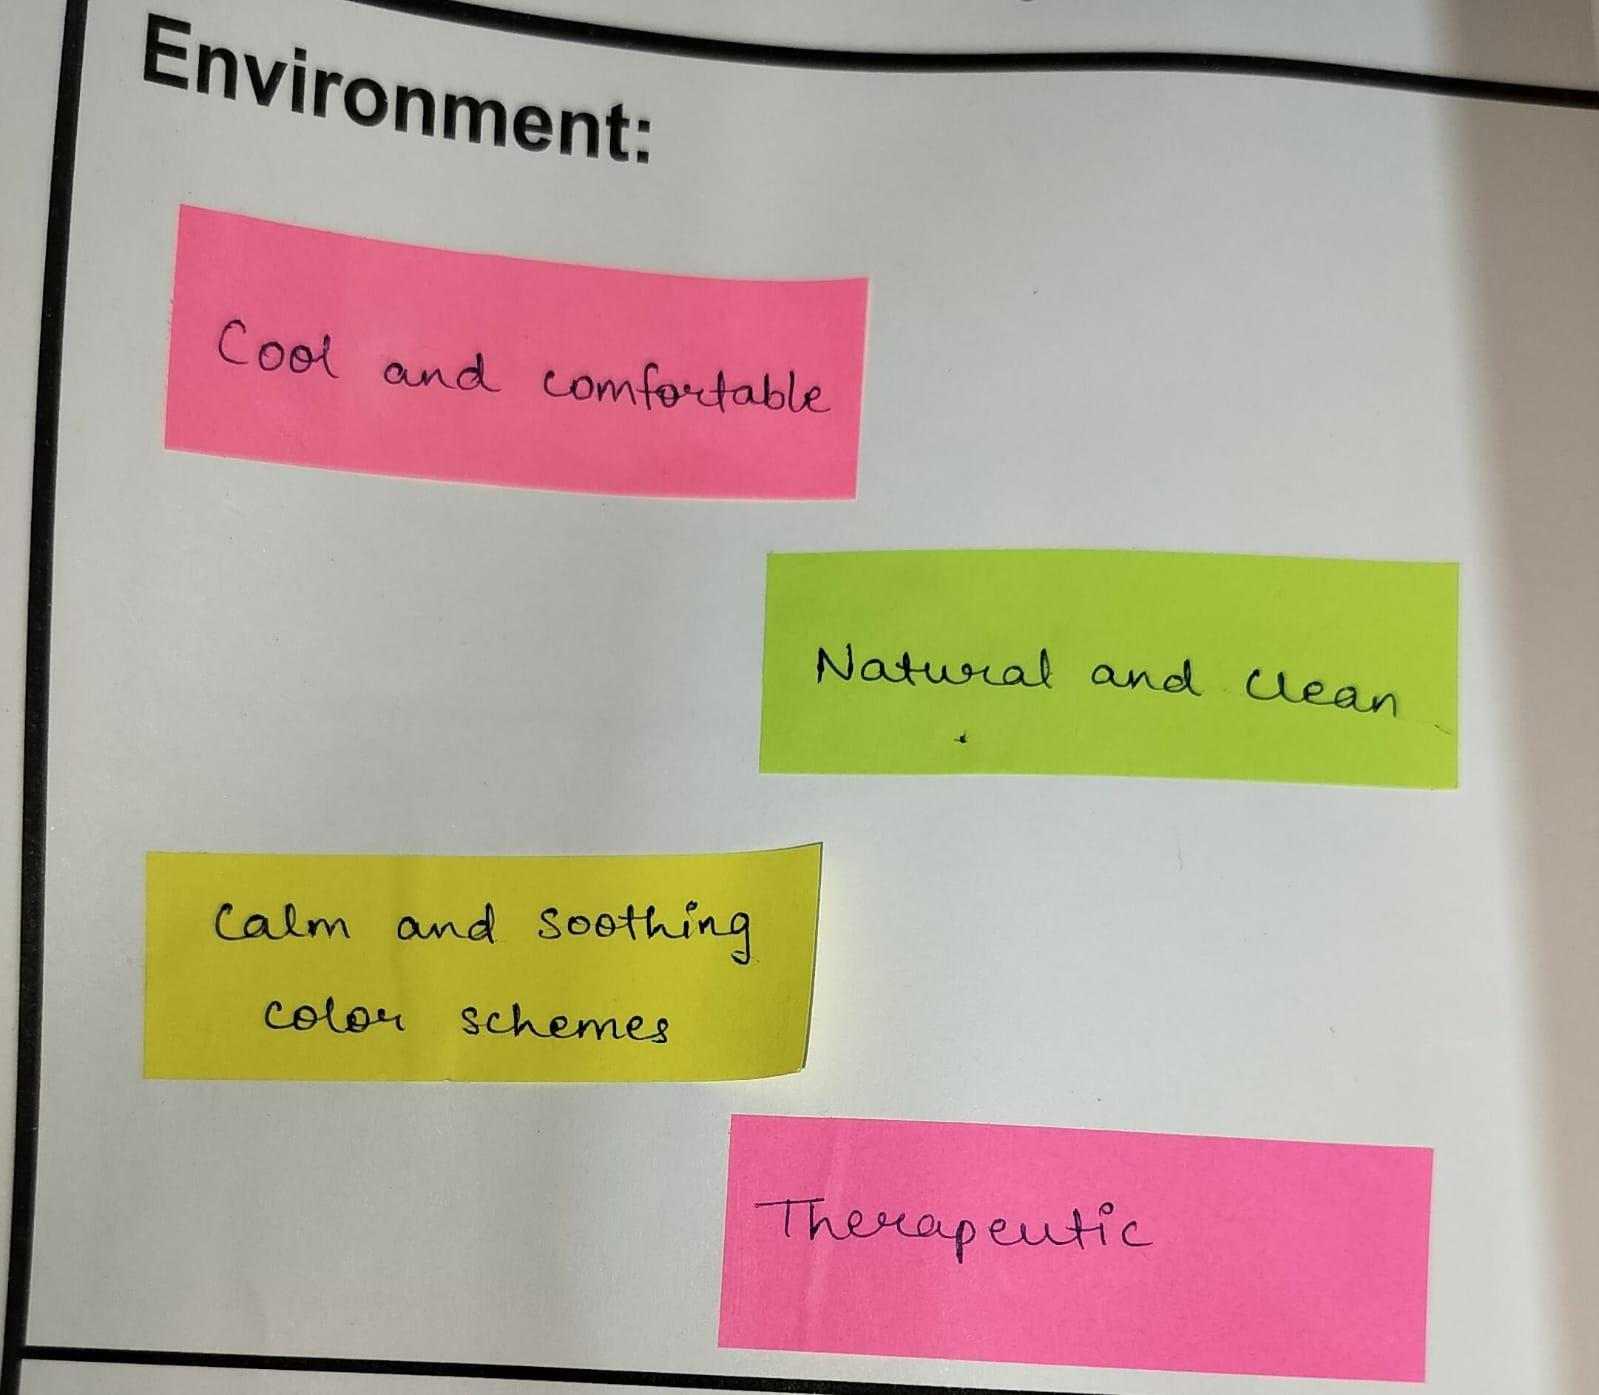 Environment:
Cool and comfortable
Natural and clean
Calm and soothing
color schemes
Therapeutic